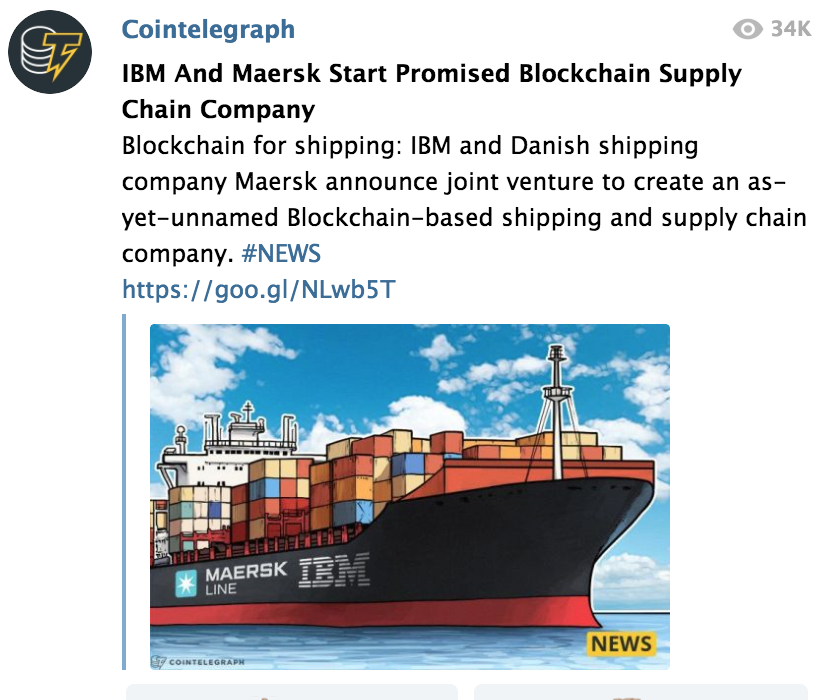 Cointelegraph
34K
IBM And Maersk Start Promised Blockchain Supply
Chain Company
Blockchain for shipping: IBM and Danish shipping
company Maersk announce joint venture to create an as-
yet-unnamed Blockchain-based shipping and supply chain
company. #NEWS
https://goo.gl/NLwb5T
MAERSK
LINE
IBM
NEWS
COINTELEGRAPH